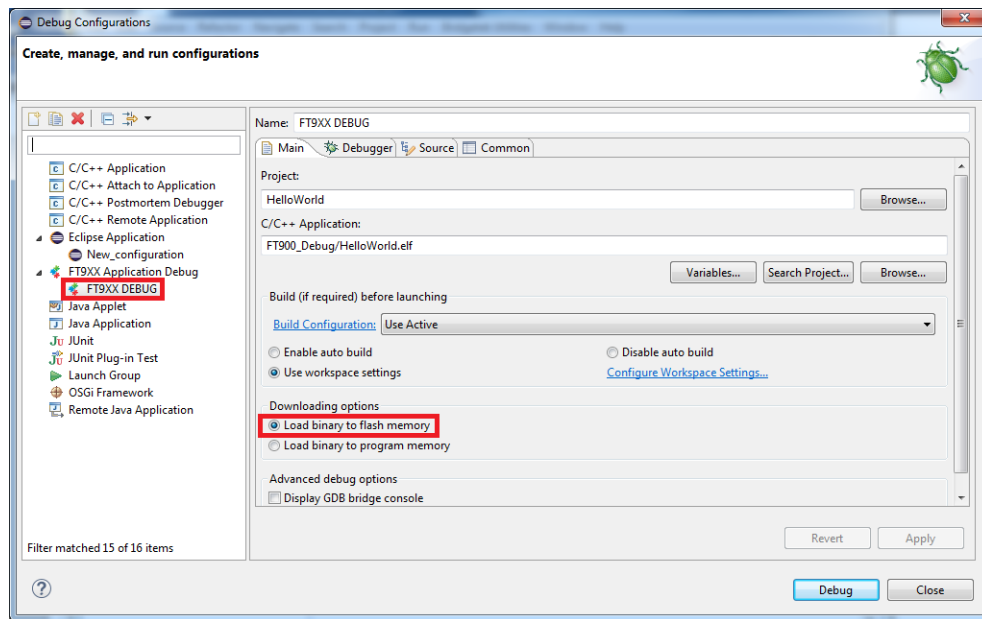 Debug Configurations
Create, manage, and run configurations
Name: FT9XX DEBUG
Main Debugger Source Common
C/C++ Application
C/C++ Attach to Application
C/C++ Postmortem Debugger
C/C++ Remote Application
Eclipse Application
New_configuration
FT9XX Application Debug
FT9XX DEBUG
Java Applet
Java Application
Ju JUnit
JUnit Plug-in Test
Launch Group
OSGi Framework
Remote Java Application
Filter matched 15 of 16 items
Project:
HelloWorld Browse...
C/C++ Application:
FT900_Debug/HelloWorld.elf
Variables... Search Project... Browse...
Build (if required) before launching
Build Configuration: Use Active
Enable auto build Disable auto build
Use workspace settings Configure Workspace Settings...
Downloading options
Load binary to flash memory
Load binary to program memory
Advanced debug options
Display GDB bridge console
Revert Apply
? Debug Close